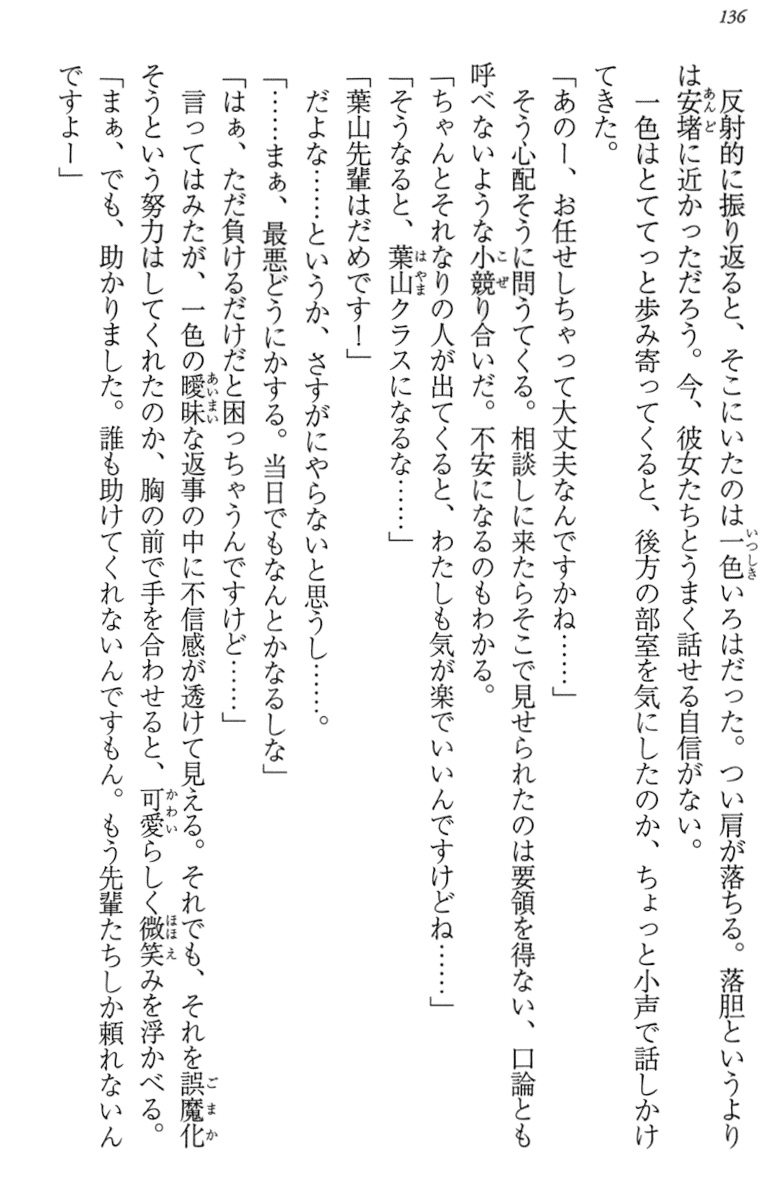 136
反射的に振り返ると、そこにいたのは一色いろはだった。つい肩が落ちる。落胆というより
は安堵に近かっただろう。今、彼女たちとうまく話せる自信がない。
一色はとててっと歩み寄ってくると、後方の部室を気にしたのか、ちょっと小声で話しかけ
てきた。
「あのー、お任せしちゃって大丈夫なんですかね……」
そう心配そうに問うてくる。相談しに来たらそこで見せられたのは要領を得ない、口論とも
呼べないような小競り合いだ。不安になるのもわかる。
「ちゃんとそれなりの人が出てくると、わたしも気が楽でいいんですけどね……」
「そうなると、葉山クラスになるな……」
「葉山先輩はだめです！」
だよな……というか、さすがにやらないと思うし……。
「……まぁ、最悪どうにかする。当日でもなんとかなるしな」
「はぁ、ただ負けるだけだと困っちゃうんですけど……」
言ってはみたが、一色の曖昧な返事の中に不信感が透けて見える。それでも、それを誤魔化
そうという努力はしてくれたのか、胸の前で手を合わせると、可愛らしく微笑みを浮かべる。
「まぁ、でも、助かりました。誰も助けてくれないんですもん。もう先輩たちしか頼れないん
ですよー」